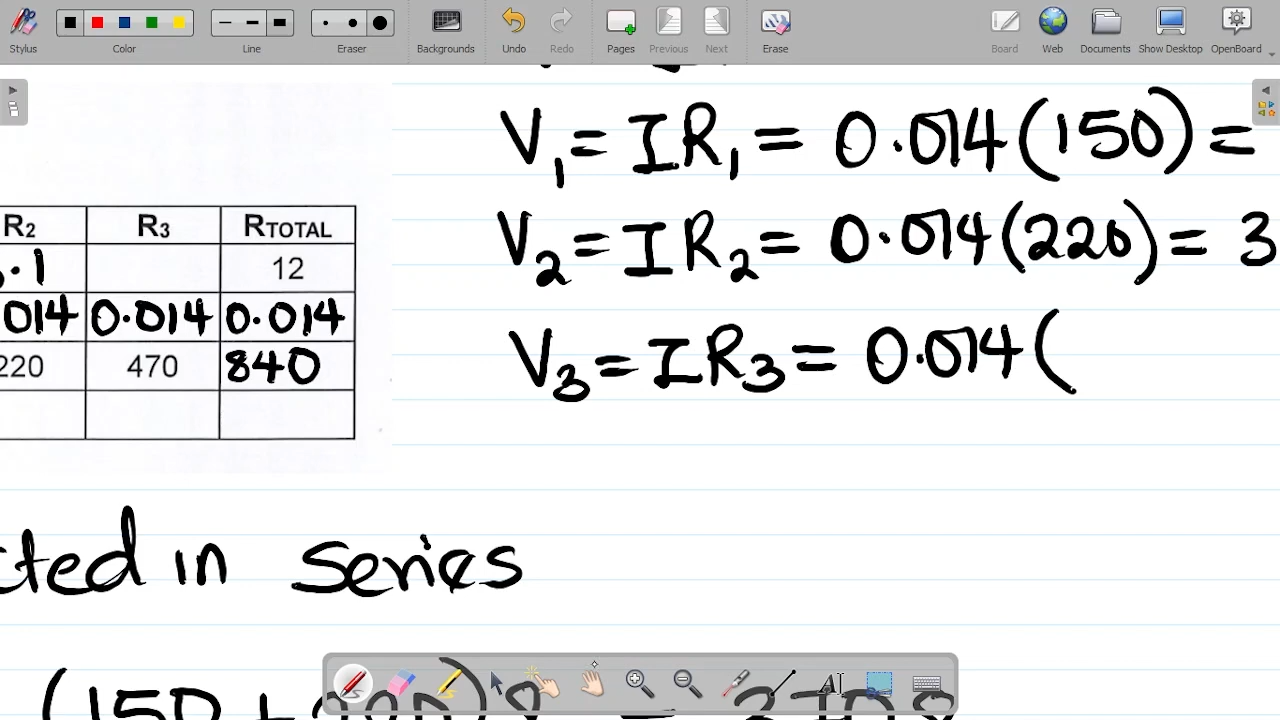 Stylus Color Line Eraser Backgrounds Undo Redo Pages Previous Next Erase Board Web Documents Show Desktop OpenBoard
V1 = IR1 = 0.014(150) =
V2 = IR2 = 0.014(220) = 3
V3 = IR3 = 0.014(
R2 R3 RTOTAL
.1 12
014 0.014 0.014
220 470 840
cted in series
(150 +